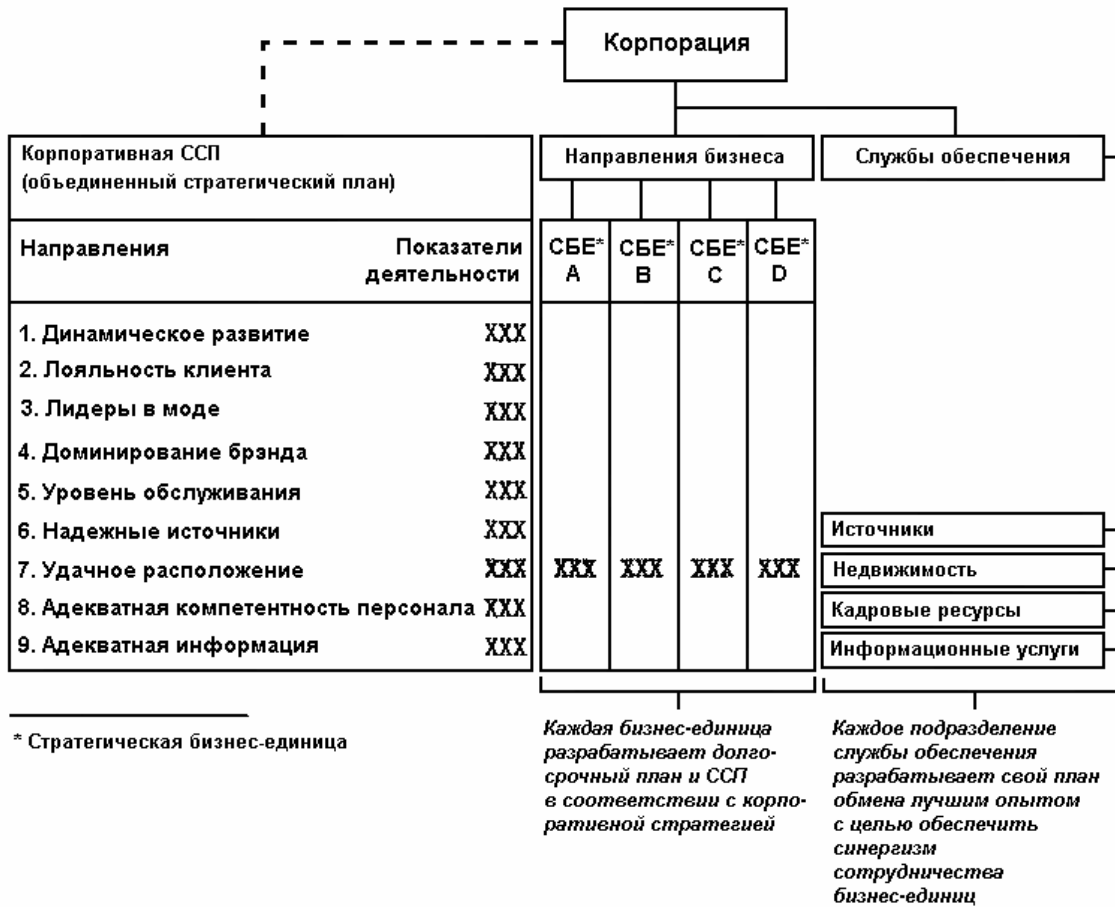 Корпорация
Корпоративная ССП
(объединенный стратегический план)
Направления бизнеса
Службы обеспечения
Направления
Показатели
деятельности
СБЕ*
A
СБЕ*
B
СБЕ*
C
СБЕ*
D
1. Динамическое развитие XXX
2. Лояльность клиента XXX
3. Лидеры в моде XXX
4. Доминирование брэнда XXX
5. Уровень обслуживания XXX
6. Надежные источники XXX
Источники
7. Удачное расположение XXX XXX XXX XXX XXX
Недвижимость
8. Адекватная компетентность персонала XXX
Кадровые ресурсы
9. Адекватная информация XXX
Информационные услуги
* Стратегическая бизнес-единица
Каждая бизнес-единица
разрабатывает долго-
срочный план и ССП
в соответствии с корпо-
ративной стратегией
Каждое подразделение
службы обеспечения
разрабатывает свой план
обмена лучшим опытом
с целью обеспечить
синергизм
сотрудничества
бизнес-единиц